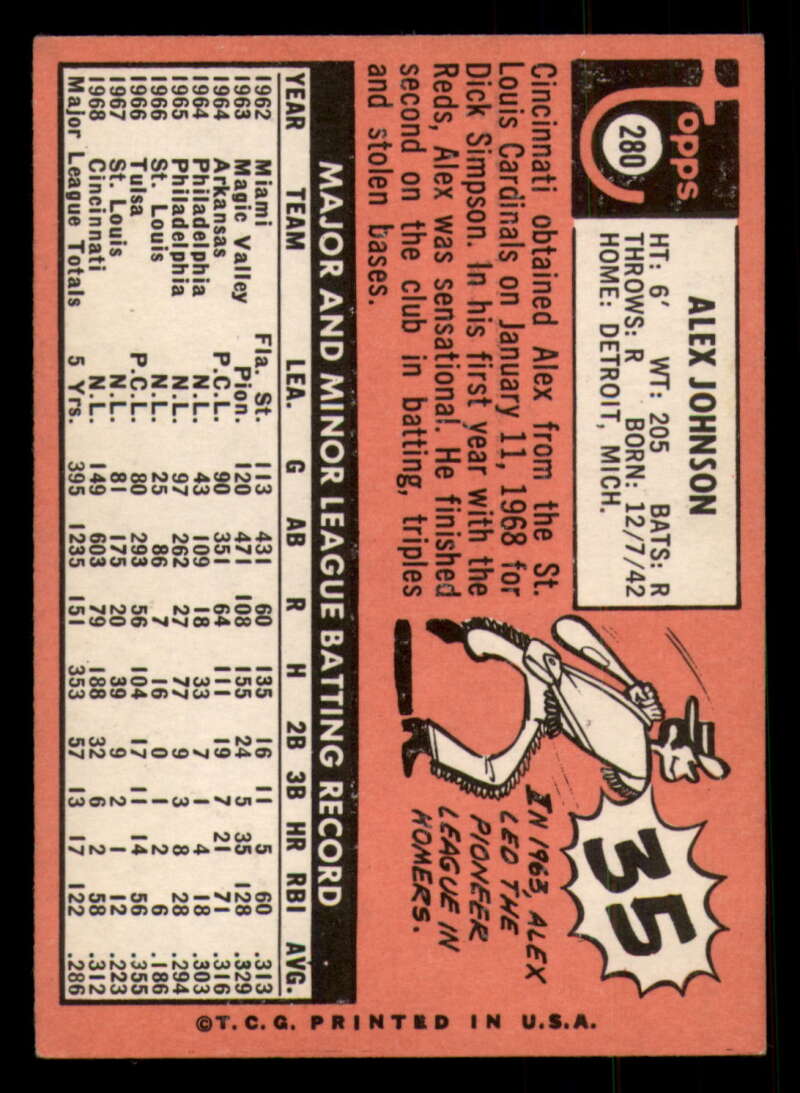 Topps
280
ALEX JOHNSON
HT: 6' WT: 205 BATS: R
THROWS: R BORN: 12/7/42
HOME: DETROIT, MICH.
Cincinnati obtained Alex from the St.
Louis Cardinals on January 11, 1968 for
Dick Simpson. In his first year with the
Reds, Alex was sensational. He finished
second on the club in batting, triples
and stolen bases.
35
IN 1963, ALEX
LED THE
PIONEER
LEAGUE IN
HOMERS.
MAJOR AND MINOR LEAGUE BATTING RECORD
YEAR TEAM LEA. G AB R H 2B 3B HR RBI AVG.
1962 Miami Fla. St. 113 431 60 135 16 11 5 60 .313
1963 Magic Valley Pion. 120 471 108 155 24 5 35 128 .329
1964 Arkansas P.C.L. 90 351 64 111 19 7 21 71 .316
1964 Philadelphia N.L. 43 109 18 33 7 1 4 18 .303
1965 Philadelphia N.L. 97 262 27 77 9 3 8 28 .294
1966 St. Louis N.L. 25 86 7 16 0 1 2 6 .186
1966 Tulsa P.C.L. 80 293 56 104 17 11 14 56 .355
1967 St. Louis N.L. 81 175 20 39 9 2 1 12 .223
1968 Cincinnati N.L. 149 603 79 188 32 6 2 58 .312
Major League Totals 5 Yrs. 395 1235 151 353 57 13 17 122 .286
©T.C.G. PRINTED IN U.S.A.